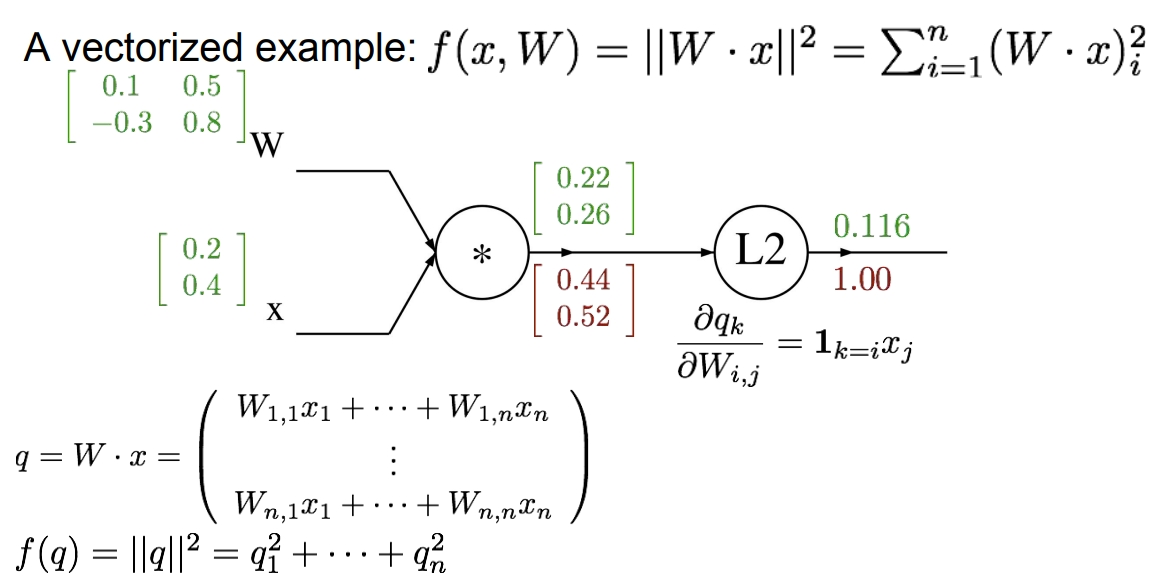 A vectorized example: f(x, W) = ||W · x||² = ∑ⁿᵢ₌₁(W · x)ᵢ²
[ 0.1 0.5
−0.3 0.8 ]
W
[ 0.22
0.26 ]
[ 0.2
0.4 ]
x
*
L2
0.116
1.00
[ 0.44
0.52 ]
∂qₖ/∂Wᵢ,ⱼ = 𝟏ₖ₌ᵢxⱼ
q = W · x = ( W₁,₁x₁ + ⋯ + W₁,ₙxₙ
⋮
Wₙ,₁x₁ + ⋯ + Wₙ,ₙxₙ )
f(q) = ||q||² = q₁² + ⋯ + qₙ²